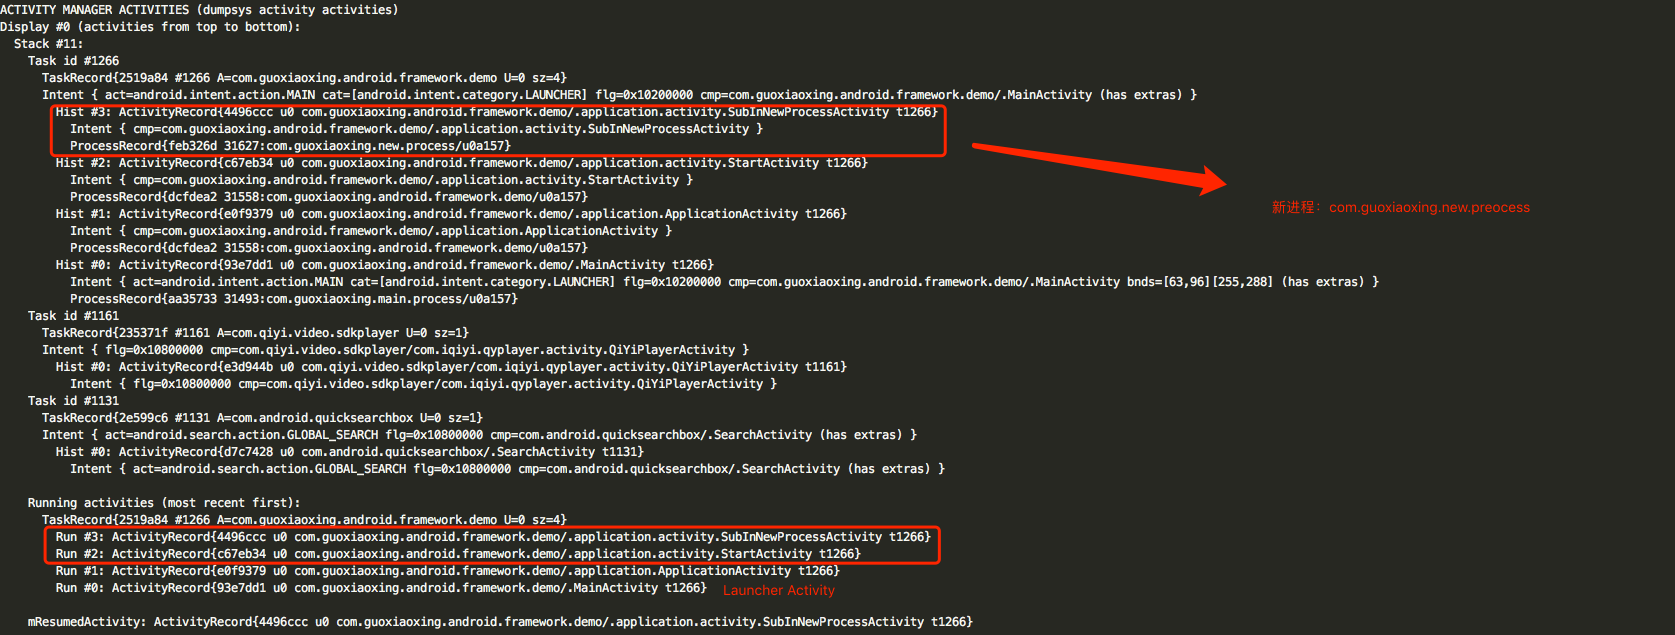 ACTIVITY MANAGER ACTIVITIES (dumpsys activity activities)
Display #0 (activities from top to bottom):
Stack #11:
Task id #1266
TaskRecord{2519a84 #1266 A=com.guoxiaoxing.android.framework.demo U=0 sz=4}
Intent { act=android.intent.action.MAIN cat=[android.intent.category.LAUNCHER] flg=0x10200000 cmp=com.guoxiaoxing.android.framework.demo/.MainActivity (has extras) }
Hist #3: ActivityRecord{4496ccc u0 com.guoxiaoxing.android.framework.demo/.application.activity.SubInNewProcessActivity t1266}
Intent { cmp=com.guoxiaoxing.android.framework.demo/.application.activity.SubInNewProcessActivity }
ProcessRecord{feb326d 31627:com.guoxiaoxing.new.process/u0a157}
Hist #2: ActivityRecord{c67eb34 u0 com.guoxiaoxing.android.framework.demo/.application.activity.StartActivity t1266}
Intent { cmp=com.guoxiaoxing.android.framework.demo/.application.activity.StartActivity }
ProcessRecord{dcfdea2 31558:com.guoxiaoxing.android.framework.demo/u0a157}
新进程：com.guoxiaoxing.new.preocess
Hist #1: ActivityRecord{e0f9379 u0 com.guoxiaoxing.android.framework.demo/.application.ApplicationActivity t1266}
Intent { cmp=com.guoxiaoxing.android.framework.demo/.application.ApplicationActivity }
ProcessRecord{dcfdea2 31558:com.guoxiaoxing.android.framework.demo/u0a157}
Hist #0: ActivityRecord{93e7dd1 u0 com.guoxiaoxing.android.framework.demo/.MainActivity t1266}
Intent { act=android.intent.action.MAIN cat=[android.intent.category.LAUNCHER] flg=0x10200000 cmp=com.guoxiaoxing.android.framework.demo/.MainActivity bnds=[63,96][255,288] (has extras) }
ProcessRecord{aa35733 31493:com.guoxiaoxing.main.process/u0a157}
Task id #1161
TaskRecord{235371f #1161 A=com.qiyi.video.sdkplayer U=0 sz=1}
Intent { flg=0x10800000 cmp=com.qiyi.video.sdkplayer/com.iqiyi.qyplayer.activity.QiYiPlayerActivity }
Hist #0: ActivityRecord{e3d944b u0 com.qiyi.video.sdkplayer/com.iqiyi.qyplayer.activity.QiYiPlayerActivity t1161}
Intent { flg=0x10800000 cmp=com.qiyi.video.sdkplayer/com.iqiyi.qyplayer.activity.QiYiPlayerActivity }
Task id #1131
TaskRecord{2e599c6 #1131 A=com.android.quicksearchbox U=0 sz=1}
Intent { act=android.search.action.GLOBAL_SEARCH flg=0x10800000 cmp=com.android.quicksearchbox/.SearchActivity (has extras) }
Hist #0: ActivityRecord{d7c7428 u0 com.android.quicksearchbox/.SearchActivity t1131}
Intent { act=android.search.action.GLOBAL_SEARCH flg=0x10800000 cmp=com.android.quicksearchbox/.SearchActivity (has extras) }
Running activities (most recent first):
TaskRecord{2519a84 #1266 A=com.guoxiaoxing.android.framework.demo U=0 sz=4}
Run #3: ActivityRecord{4496ccc u0 com.guoxiaoxing.android.framework.demo/.application.activity.SubInNewProcessActivity t1266}
Run #2: ActivityRecord{c67eb34 u0 com.guoxiaoxing.android.framework.demo/.application.activity.StartActivity t1266}
Run #1: ActivityRecord{e0f9379 u0 com.guoxiaoxing.android.framework.demo/.application.ApplicationActivity t1266}
Run #0: ActivityRecord{93e7dd1 u0 com.guoxiaoxing.android.framework.demo/.MainActivity t1266} Launcher Activity
mResumedActivity: ActivityRecord{4496ccc u0 com.guoxiaoxing.android.framework.demo/.application.activity.SubInNewProcessActivity t1266}